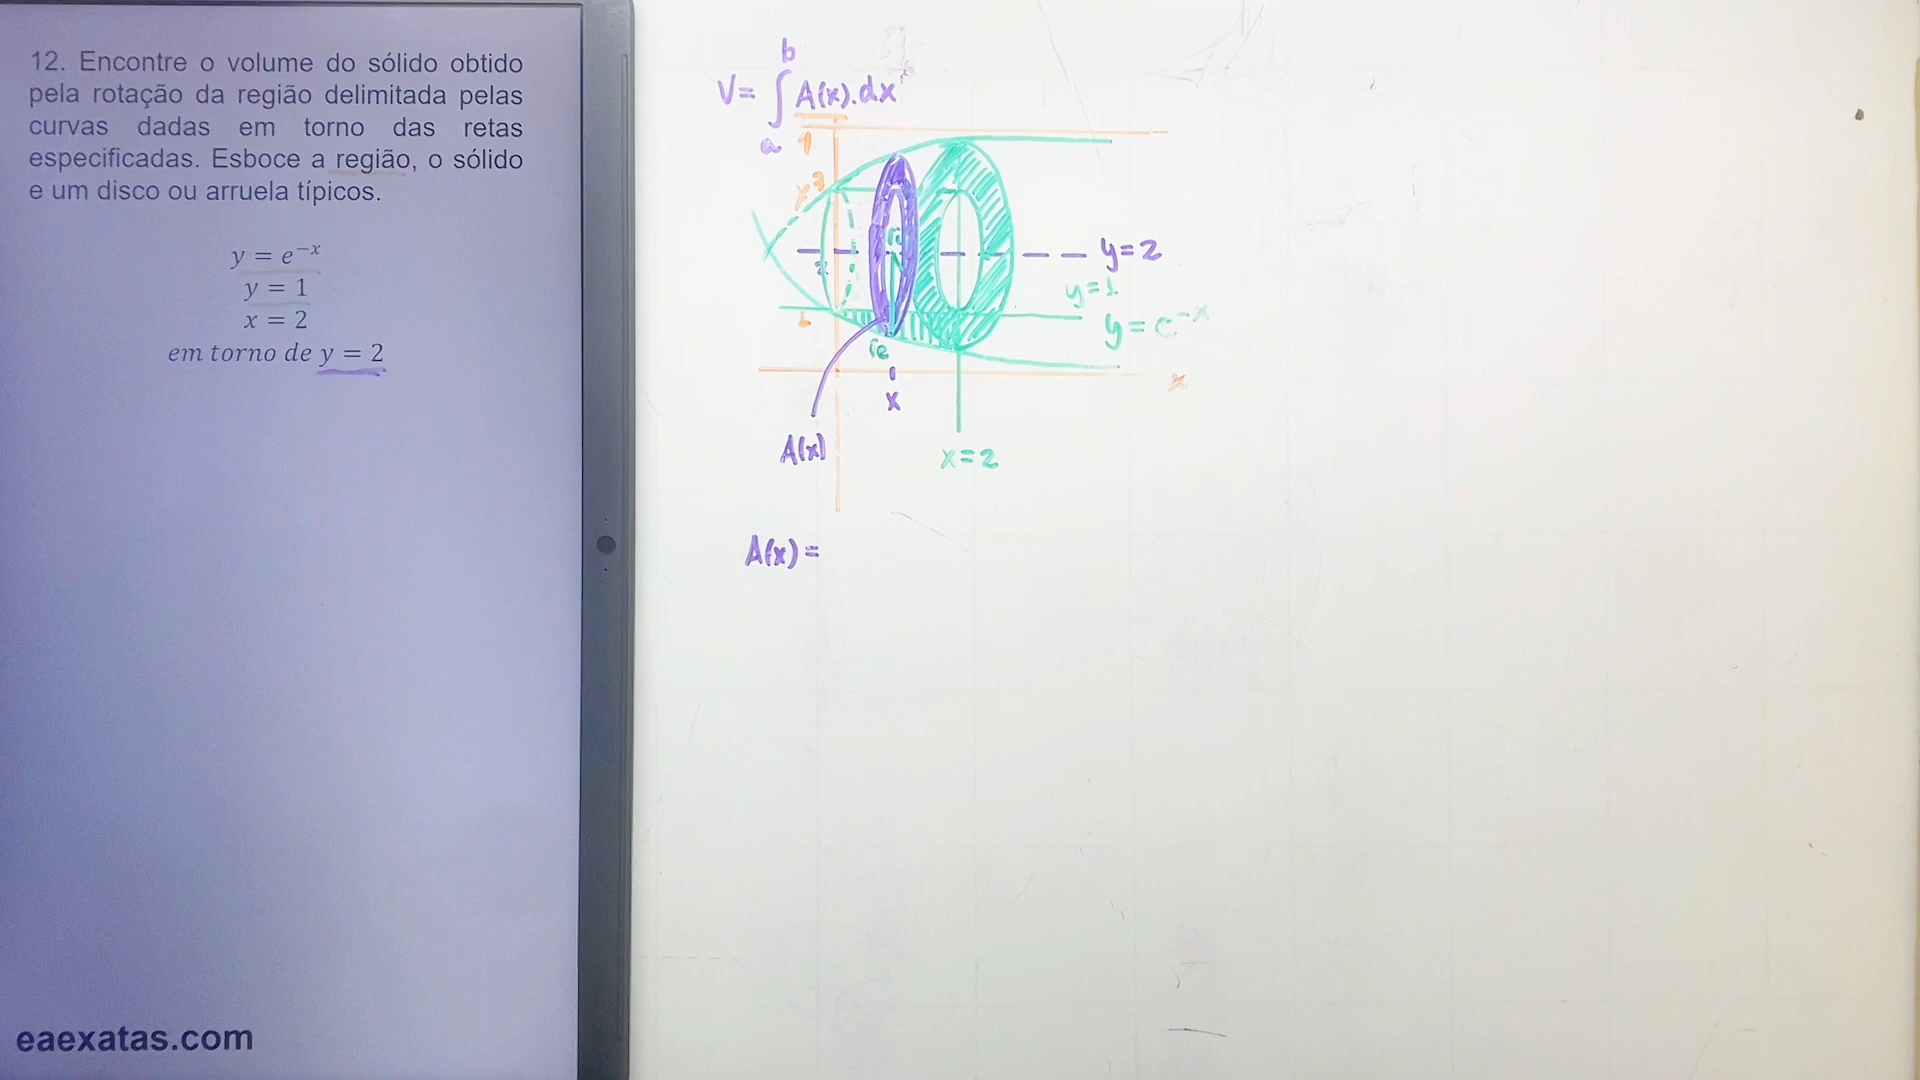 12. Encontre o volume do sólido obtido
pela rotação da região delimitada pelas
curvas dadas em torno das retas
especificadas. Esboce a região, o sólido
e um disco ou arruela típicos.
y = e⁻ˣ
y = 1
x = 2
em torno de y = 2
eaexatas.com
b
V= ∫ A(x).dx
a
y=2
y=1
y=e⁻ˣ
re
x
A(x)
x=2
A(x)=